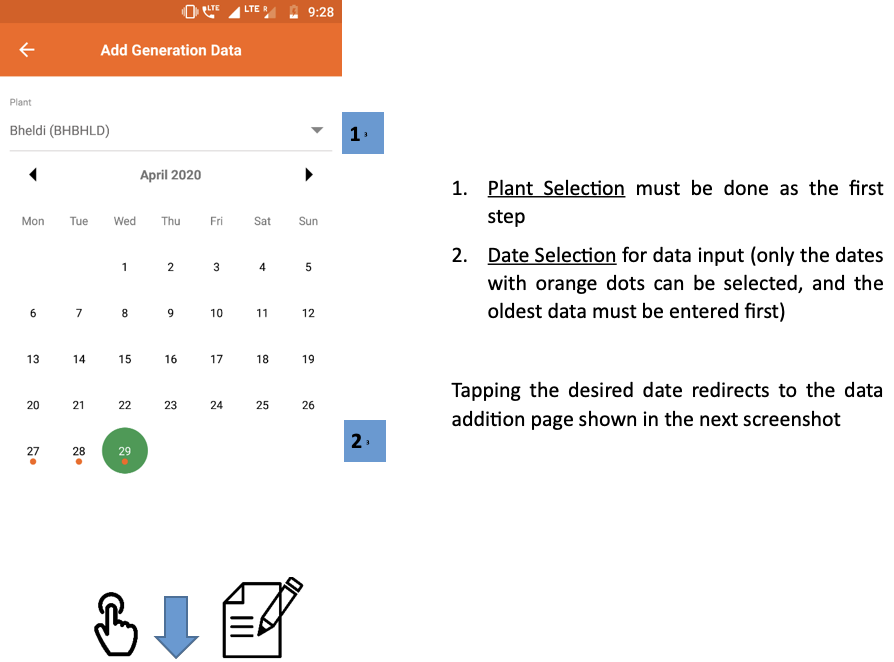 LTE LTE R 9:28
Add Generation Data
Plant
Bheldi (BHBHLD)
1 3
April 2020
Mon Tue Wed Thu Fri Sat Sun
1 2 3 4 5
6 7 8 9 10 11 12
13 14 15 16 17 18 19
20 21 22 23 24 25 26
2 3
27 28 29
1. Plant Selection must be done as the first
step
2. Date Selection for data input (only the dates
with orange dots can be selected, and the
oldest data must be entered first)
Tapping the desired date redirects to the data
addition page shown in the next screenshot